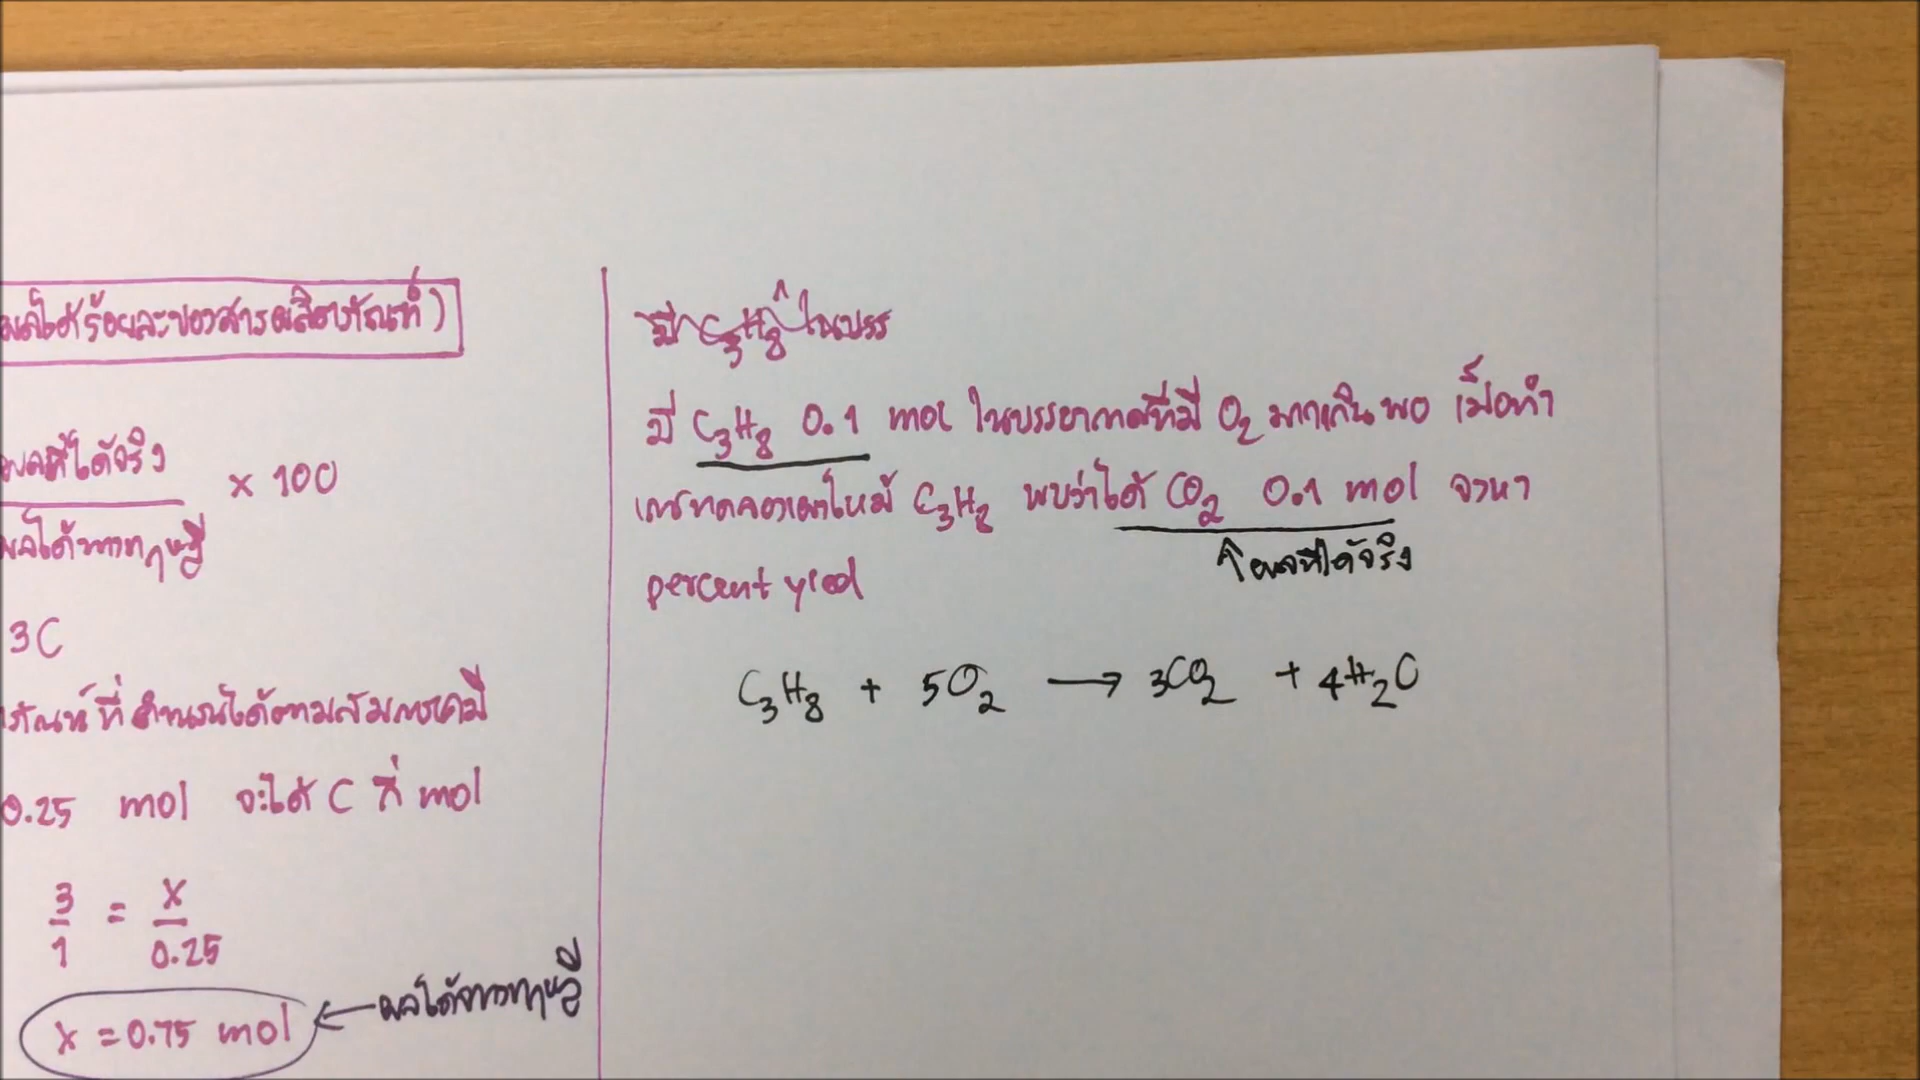 ผลได้ร้อยละของสารผลิตภัณฑ์)
ผลที่ได้จริง
× 100
ผลได้ทางทฤษฎี
3C
ภัณฑ์ที่คำนวนได้ตามสมการเคมี
0.25 mol จะได้ C กี่ mol
3/1 = x/0.25
x = 0.75 mol ← ผลได้ทางทฤษฎี
มี C₃H₈ ในบรร
มี C₃H₈ 0.1 mol ในบรรยากาศที่มี O₂ มากเกินพอ เมื่อทำ
การทดลองเผาไหม้ C₃H₈ พบว่าได้ CO₂ 0.1 mol จงหา
↑ ผลที่ได้จริง
percent yied
C₃H₈ + 5O₂ → 3CO₂ + 4H₂O